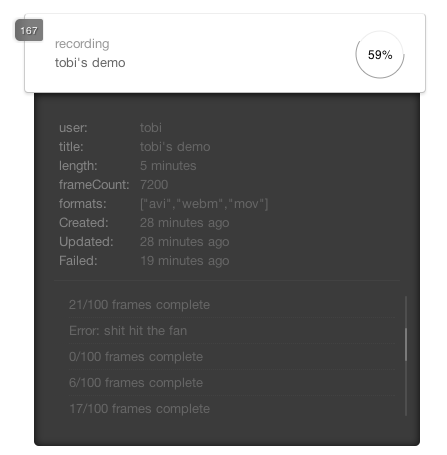 167
recording
tobi's demo
59%
user: tobi
title: tobi's demo
length: 5 minutes
frameCount: 7200
formats: ["avi","webm","mov"]
Created: 28 minutes ago
Updated: 28 minutes ago
Failed: 19 minutes ago
21/100 frames complete
Error: shit hit the fan
0/100 frames complete
6/100 frames complete
17/100 frames complete